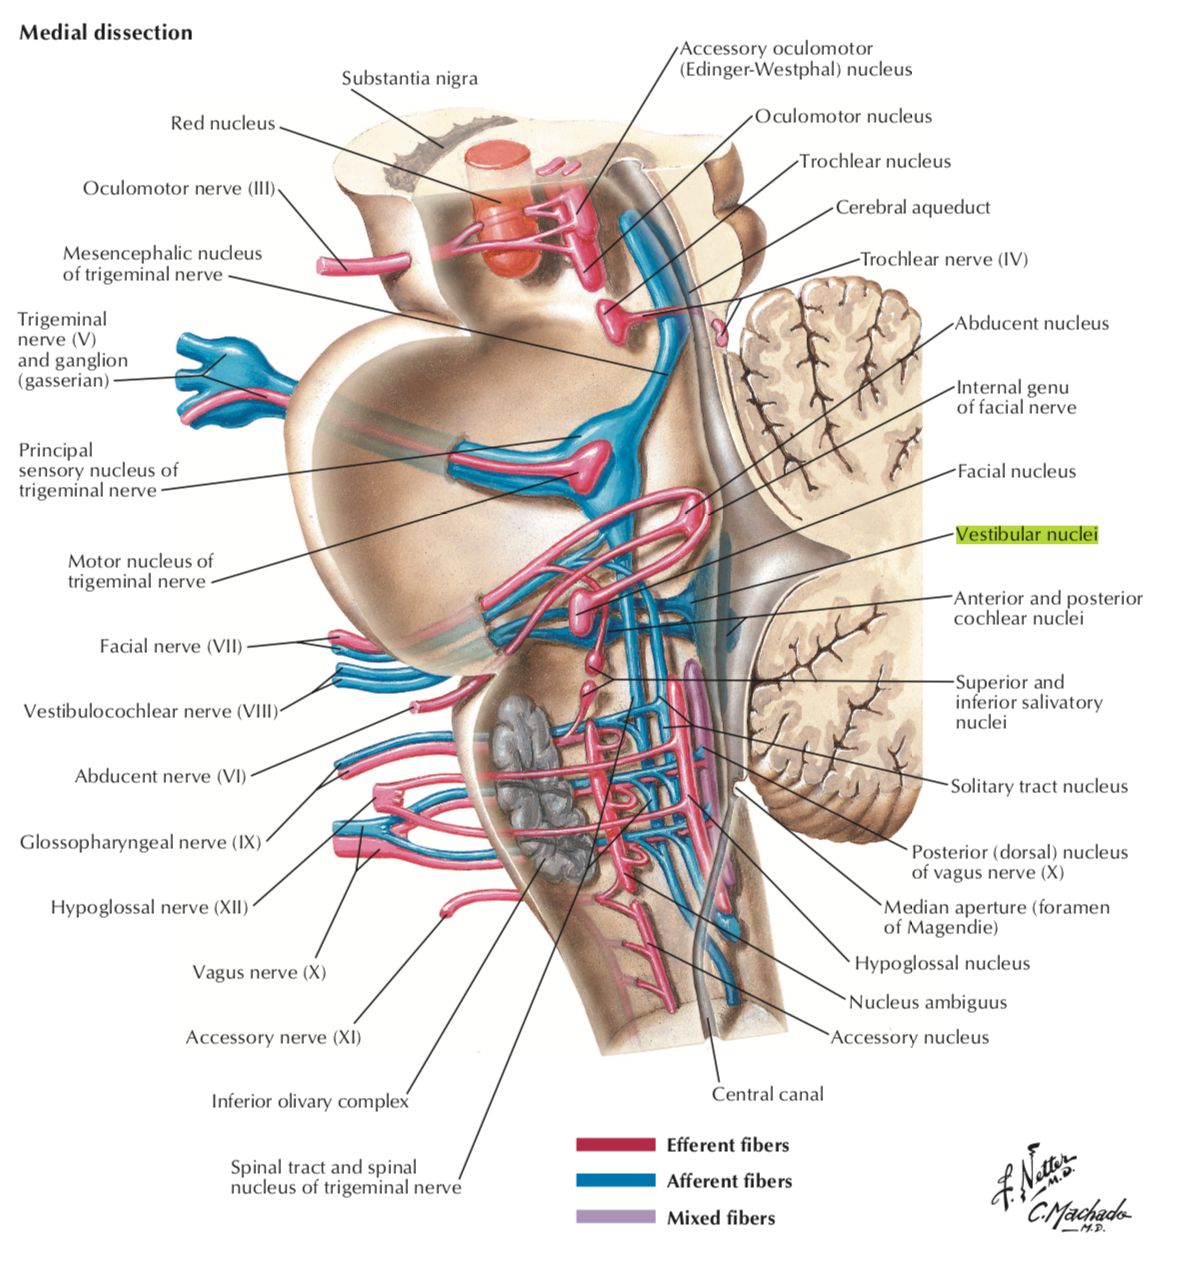 Medial dissection
Accessory oculomotor
(Edinger-Westphal) nucleus
Substantia nigra
Red nucleus
Oculomotor nucleus
Trochlear nucleus
Oculomotor nerve (III)
Cerebral aqueduct
Mesencephalic nucleus
of trigeminal nerve
Trochlear nerve (IV)
Trigeminal
nerve (V)
and ganglion
(gasserian)
Abducent nucleus
Internal genu
of facial nerve
Principal
sensory nucleus of
trigeminal nerve
Facial nucleus
Vestibular nuclei
Motor nucleus of
trigeminal nerve
Anterior and posterior
cochlear nuclei
Facial nerve (VII)
Superior and
inferior salivatory
nuclei
Vestibulocochlear nerve (VIII)
Abducent nerve (VI)
Solitary tract nucleus
Glossopharyngeal nerve (IX)
Posterior (dorsal) nucleus
of vagus nerve (X)
Hypoglossal nerve (XII)
Median aperture (foramen
of Magendie)
Vagus nerve (X)
Hypoglossal nucleus
Nucleus ambiguus
Accessory nerve (XI)
Accessory nucleus
Inferior olivary complex
Central canal
Spinal tract and spinal
nucleus of trigeminal nerve
Efferent fibers
Afferent fibers
Mixed fibers
F. Netter
M.D.
C. Machado
M.D.